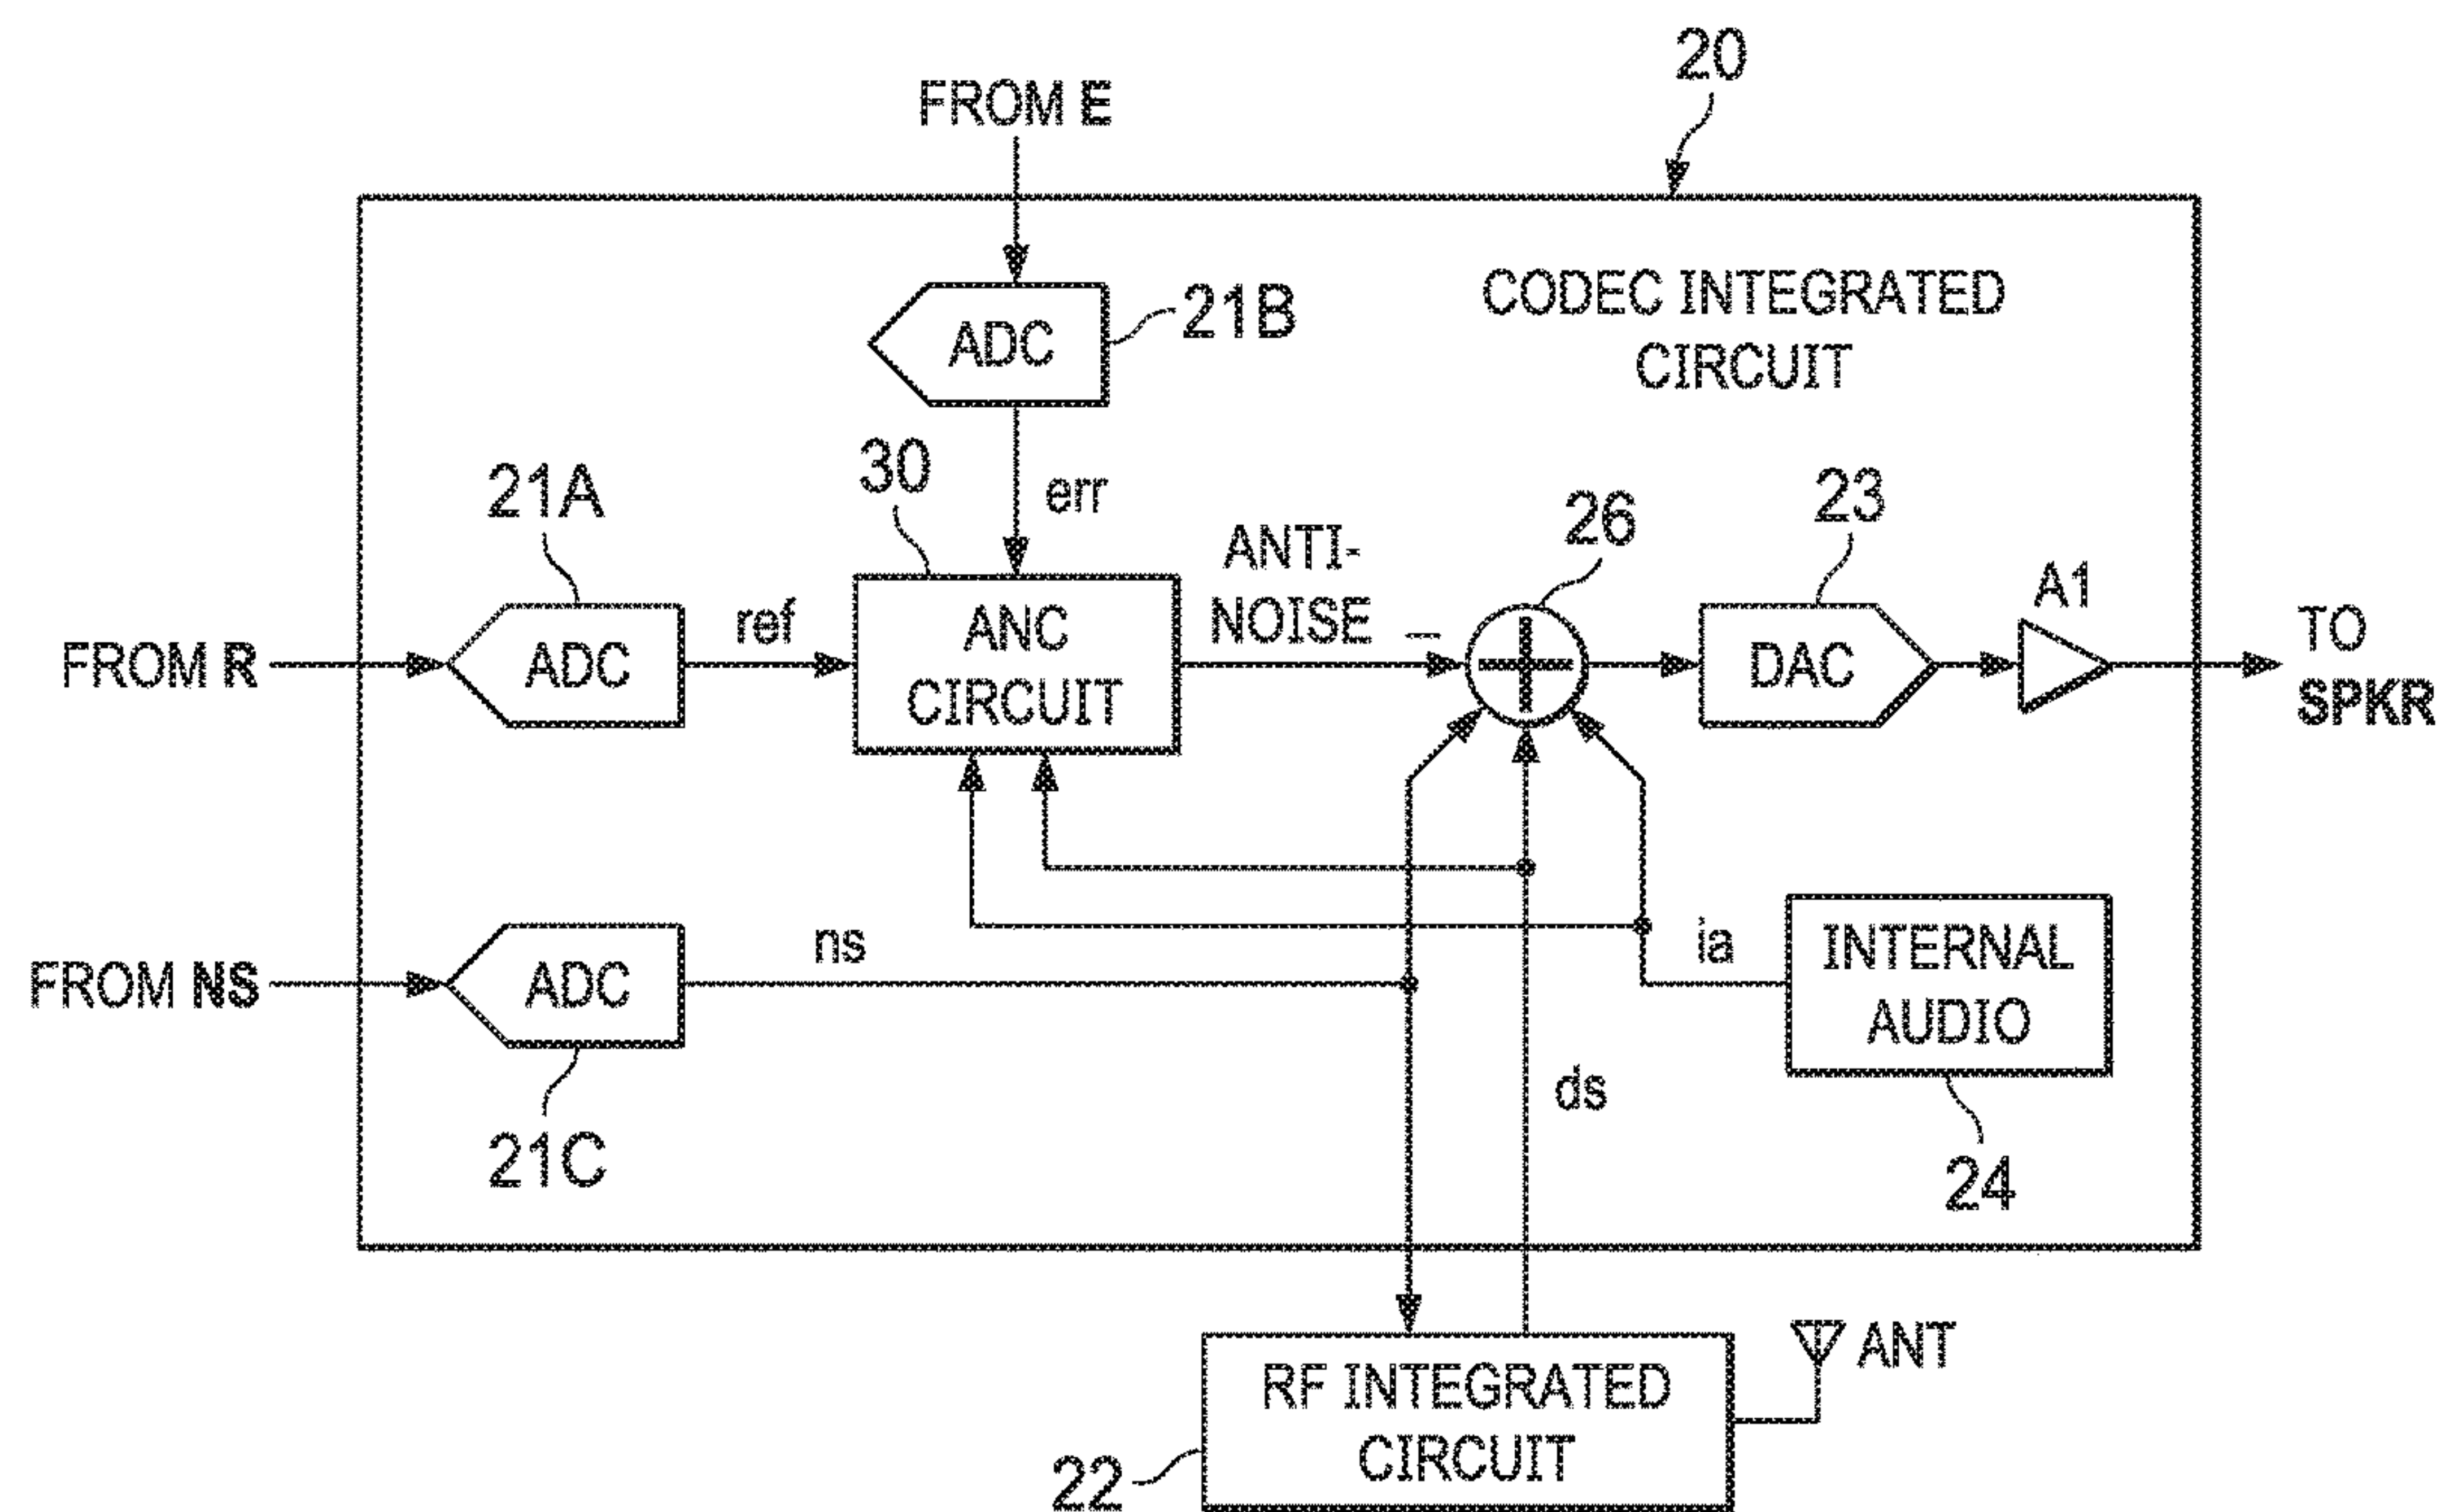 20
FROM E
CODEC INTEGRATED
CIRCUIT
ADC
21B
30
err
21A
ANTI-
NOISE
26
23
A1
ref
ANC
CIRCUIT
–
DAC
TO
SPKR
FROM R
ADC
FROM NS
ADC
ns
ia
INTERNAL
AUDIO
21C
ds
24
RF INTEGRATED
CIRCUIT
ANT
22